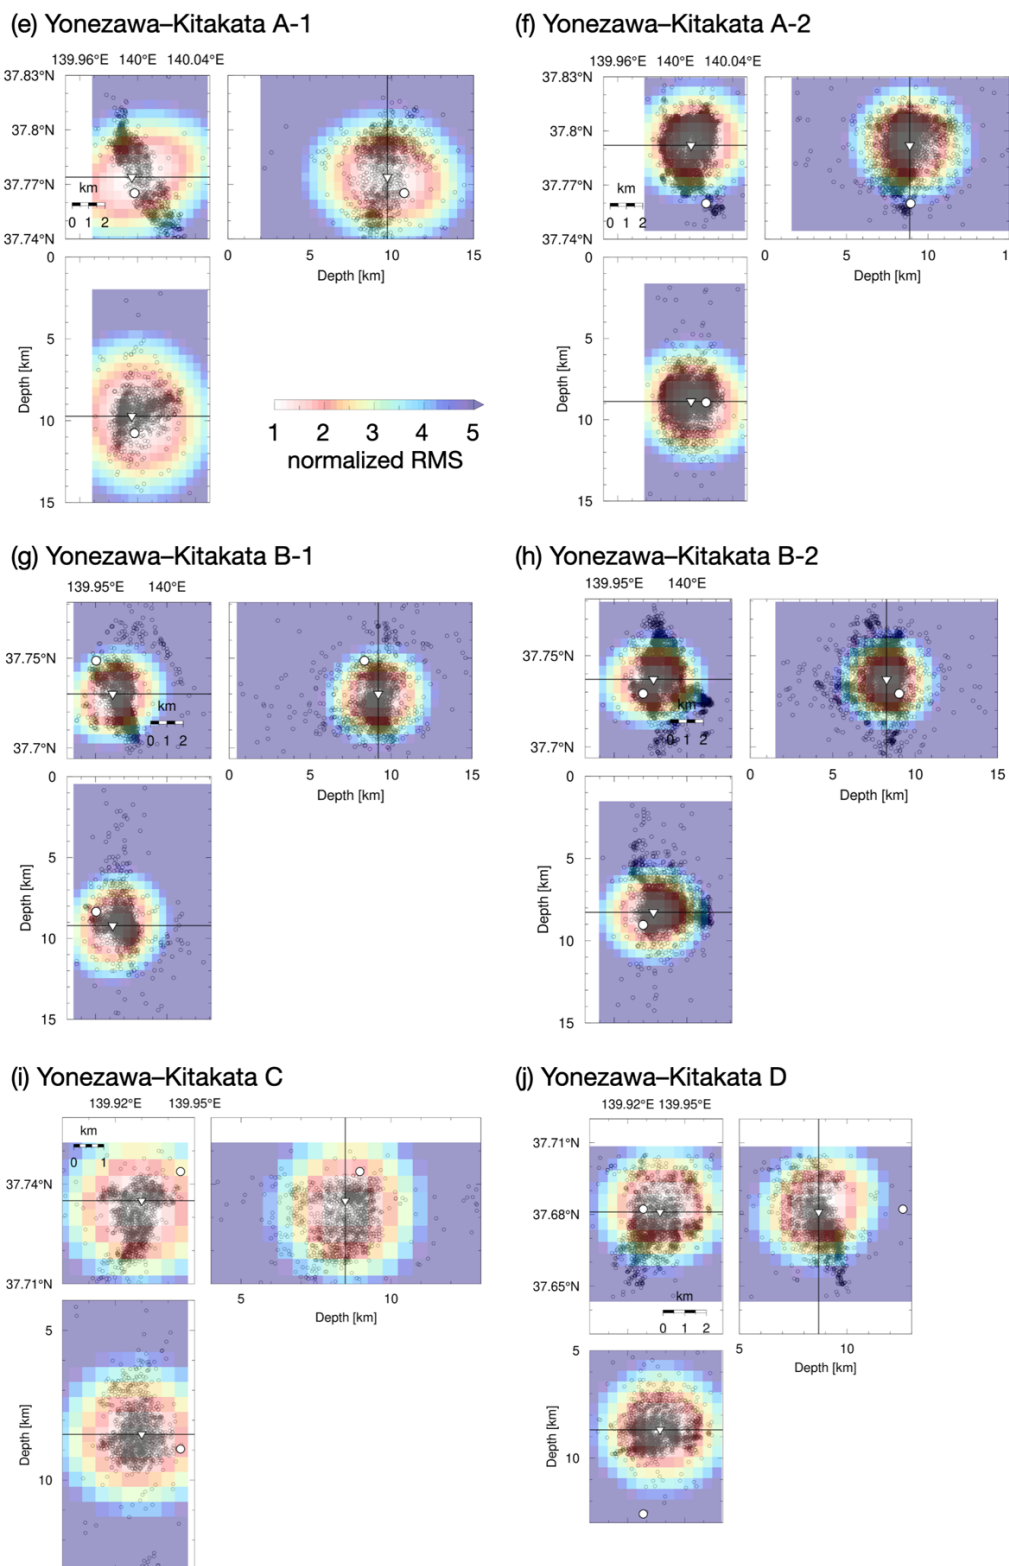 (e) Yonezawa–Kitakata A-1
139.96°E 140°E 140.04°E
37.83°N
37.8°N
37.77°N
37.74°N
km
0 1 2
0 5 10 15
Depth [km]
0
5
10
15
Depth [km]
1 2 3 4 5
normalized RMS
(f) Yonezawa–Kitakata A-2
139.96°E 140°E 140.04°E
37.83°N
37.8°N
37.77°N
37.74°N
km
0 1 2
0 5 10
Depth [km]
0
5
10
15
Depth [km]
(g) Yonezawa–Kitakata B-1
139.95°E 140°E
37.75°N
37.7°N
km
0 1 2
0 5 10 15
Depth [km]
0
5
10
15
Depth [km]
(h) Yonezawa–Kitakata B-2
139.95°E 140°E
37.75°N
37.7°N
km
0 1 2
0 5 10 15
Depth [km]
0
5
10
15
Depth [km]
(i) Yonezawa–Kitakata C
139.92°E 139.95°E
km
0 1
37.74°N
37.71°N
5 10
Depth [km]
5
10
Depth [km]
(j) Yonezawa–Kitakata D
139.92°E 139.95°E
37.71°N
37.68°N
37.65°N
km
0 1 2
5 10
Depth [km]
5
10
Depth [km]